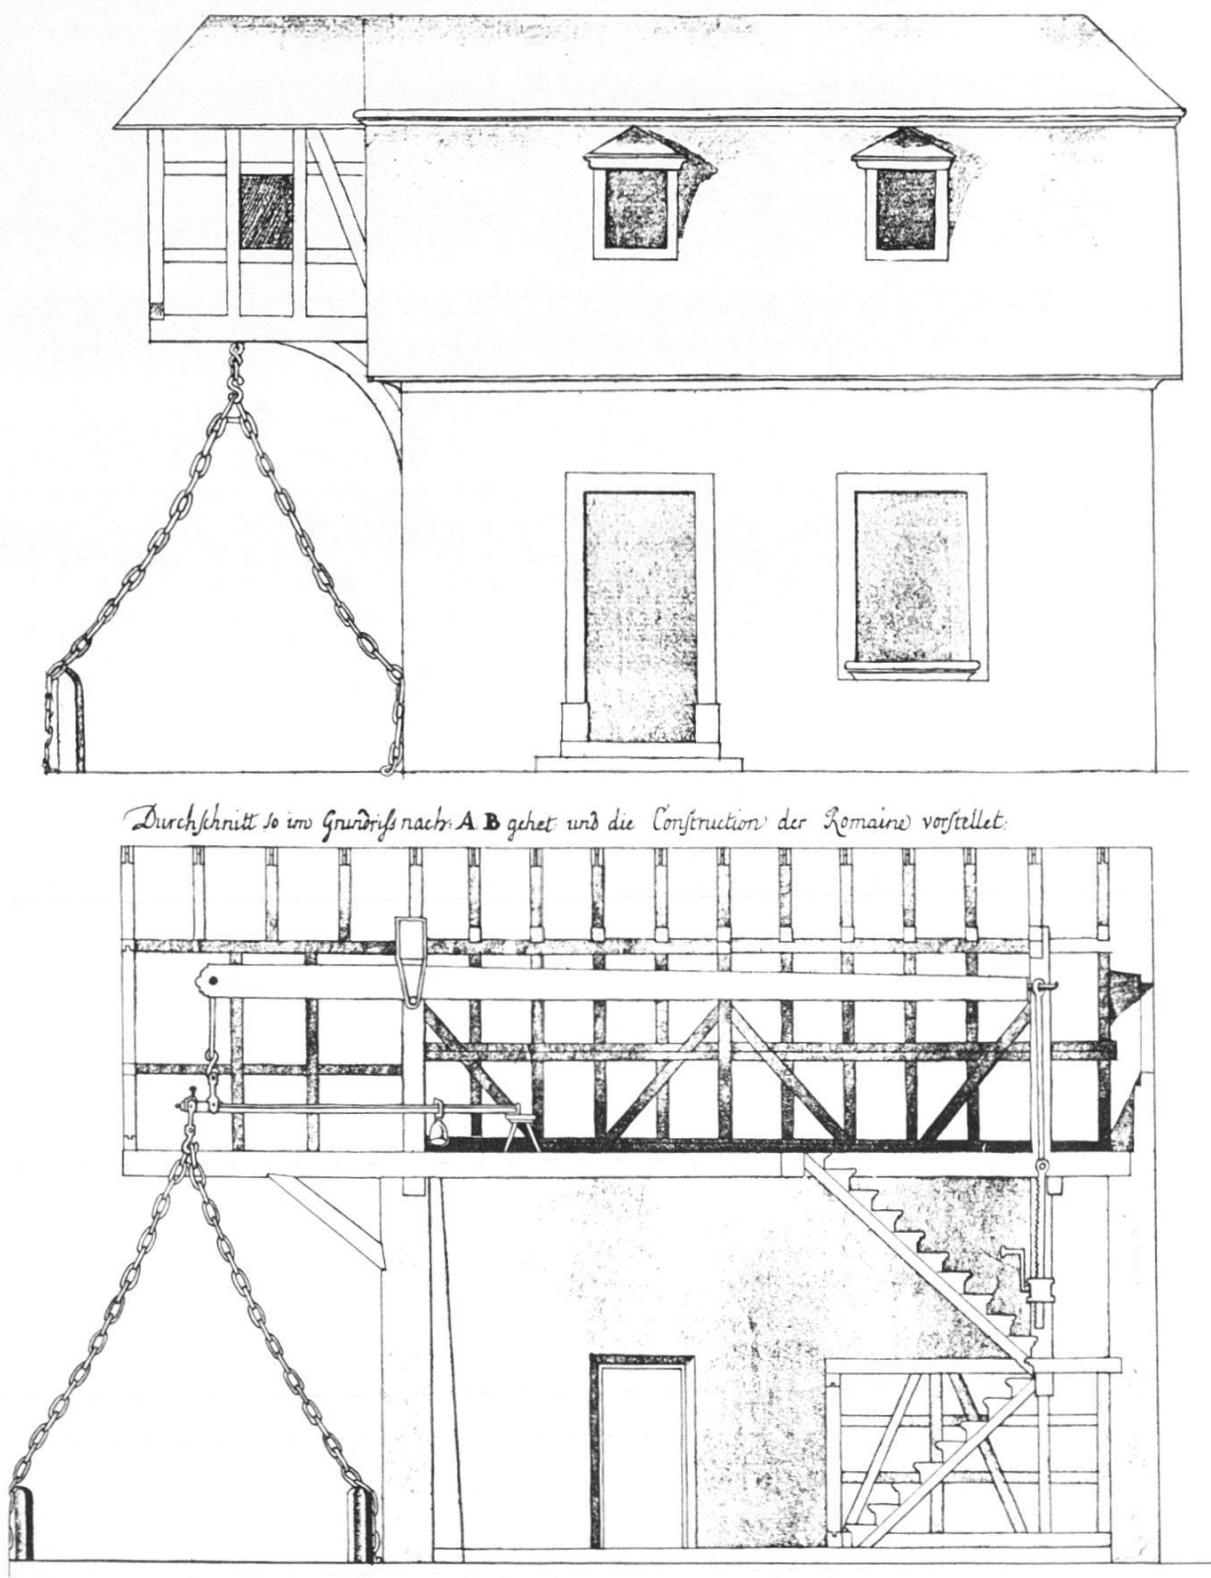 Durchschnitt so im Grundriss nach: A B gehet und die Construction der Romaine vorstellet: